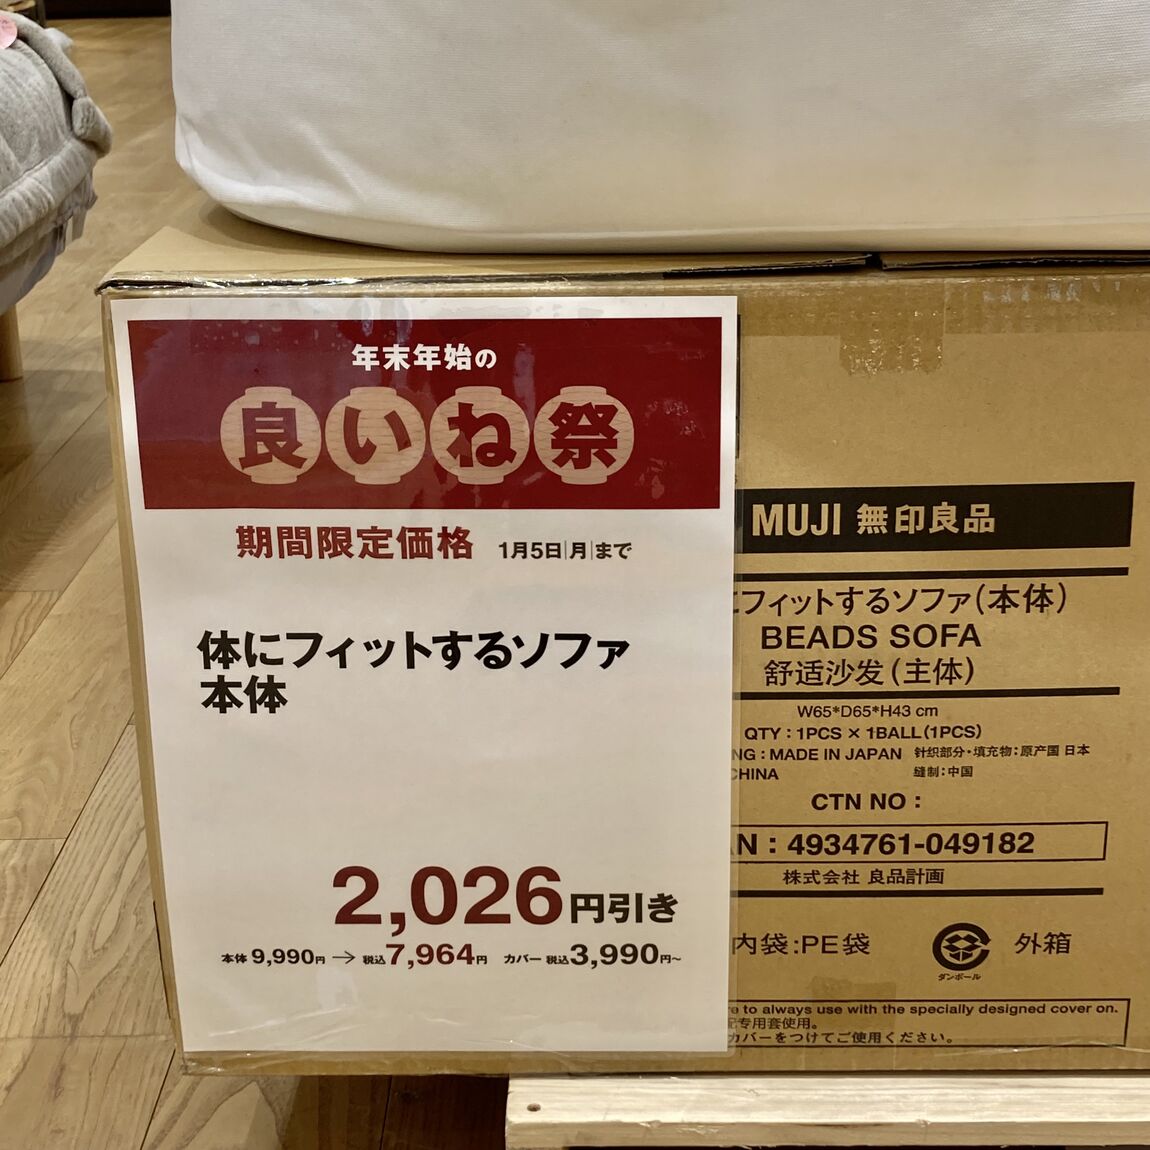 年末年始の
良いね祭
期間限定価格 1月5日|月|まで
体にフィットするソファ
本体
2,026円引き
本体 9,990円 → 税込7,964円 カバー 税込3,990円~
MUJI 無印良品
にフィットするソファ(本体)
BEADS SOFA
舒适沙发(主体)
W65*D65*H43 cm
QTY : 1PCS × 1BALL(1PCS)
NG : MADE IN JAPAN 针织部分・填充物 : 原产国 日本
CHINA 缝制 : 中国
CTN NO :
N : 4934761-049182
株式会社 良品計画
内袋:PE袋 ダンボール 外箱
to always use with the specially designed cover on.
专用套使用。
カバーをつけてご使用ください。